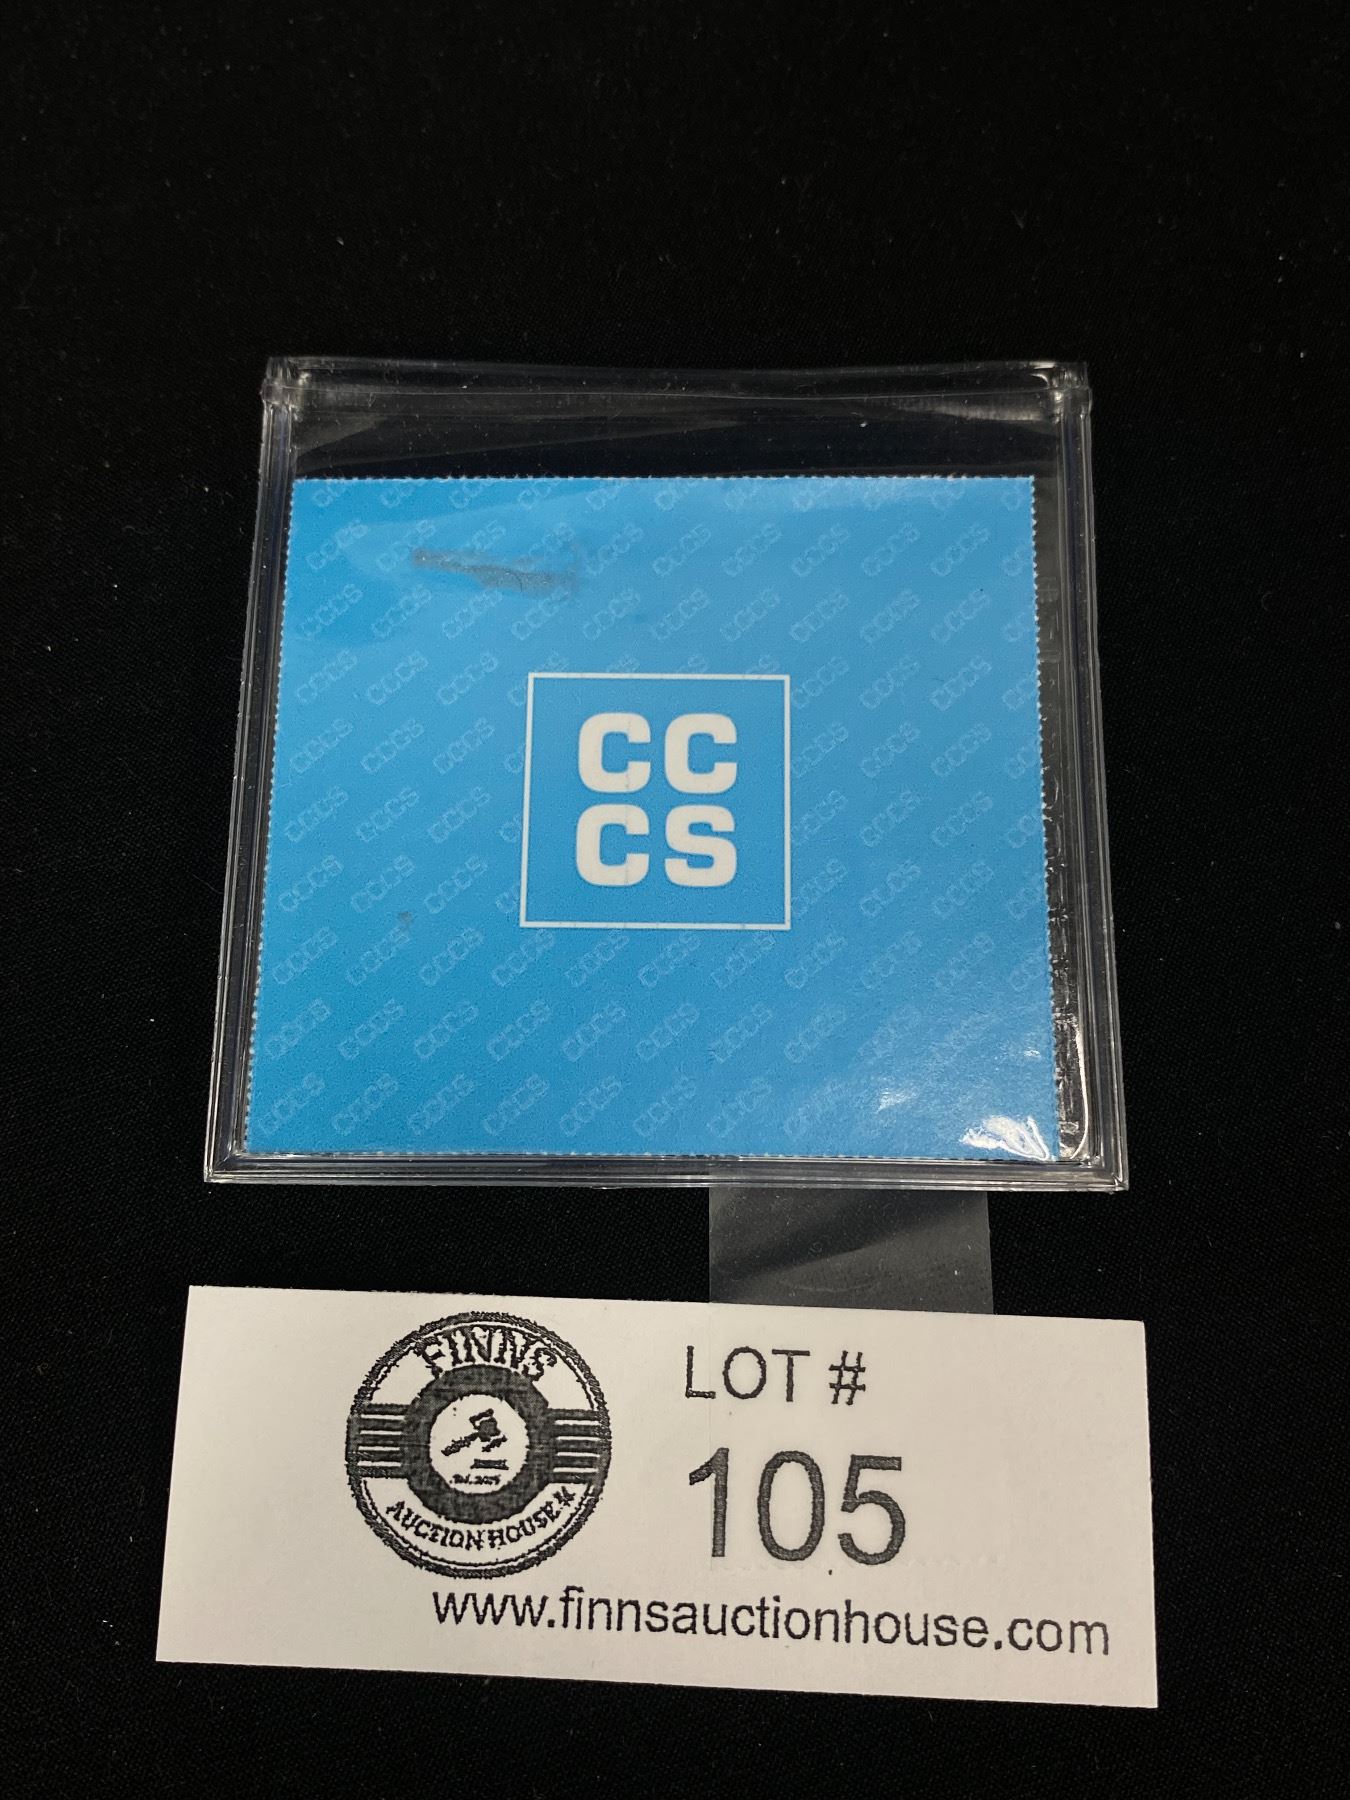 CC
CS
FINNS
AUCTION HOUSE
LOT #
105
www.finnsauctionhouse.com